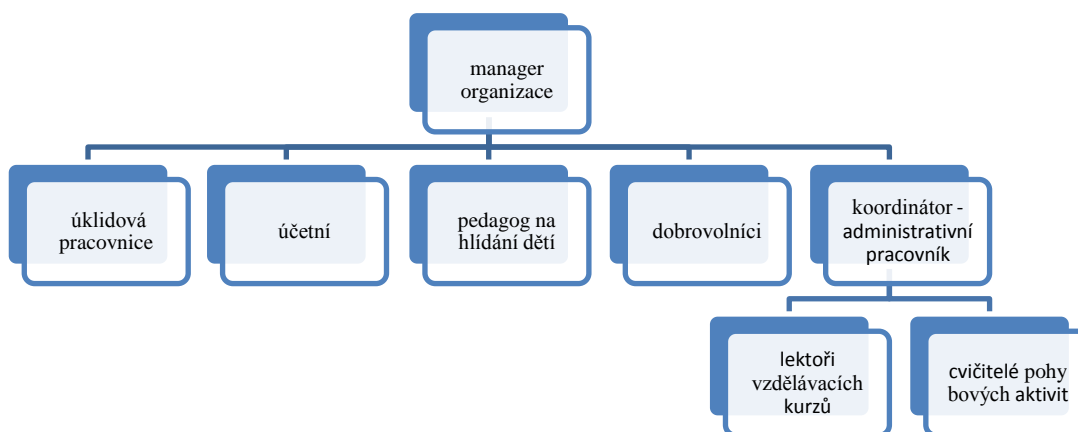 manager
organizace
úklidová
pracovnice
účetní
pedagog na
hlídání dětí
dobrovolníci
koordinátor -
administrativní
pracovník
lektoři
vzdělávacích
kurzů
cvičitelé pohy
bových aktivit